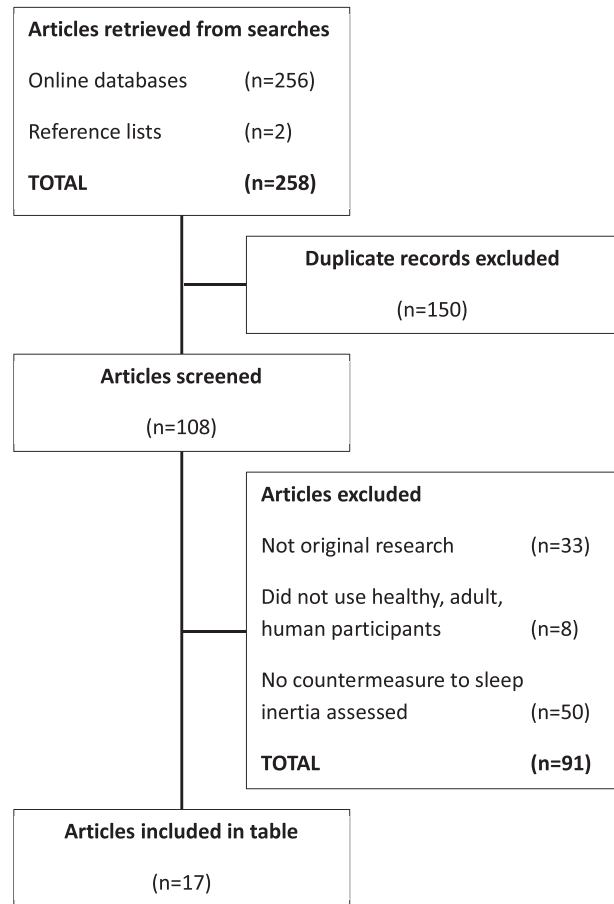 Articles retrieved from searches
Online databases (n=256)
Reference lists (n=2)
TOTAL (n=258)
Duplicate records excluded
(n=150)
Articles screened
(n=108)
Articles excluded
Not original research (n=33)
Did not use healthy, adult,
human participants (n=8)
No countermeasure to sleep
inertia assessed (n=50)
TOTAL (n=91)
Articles included in table
(n=17)